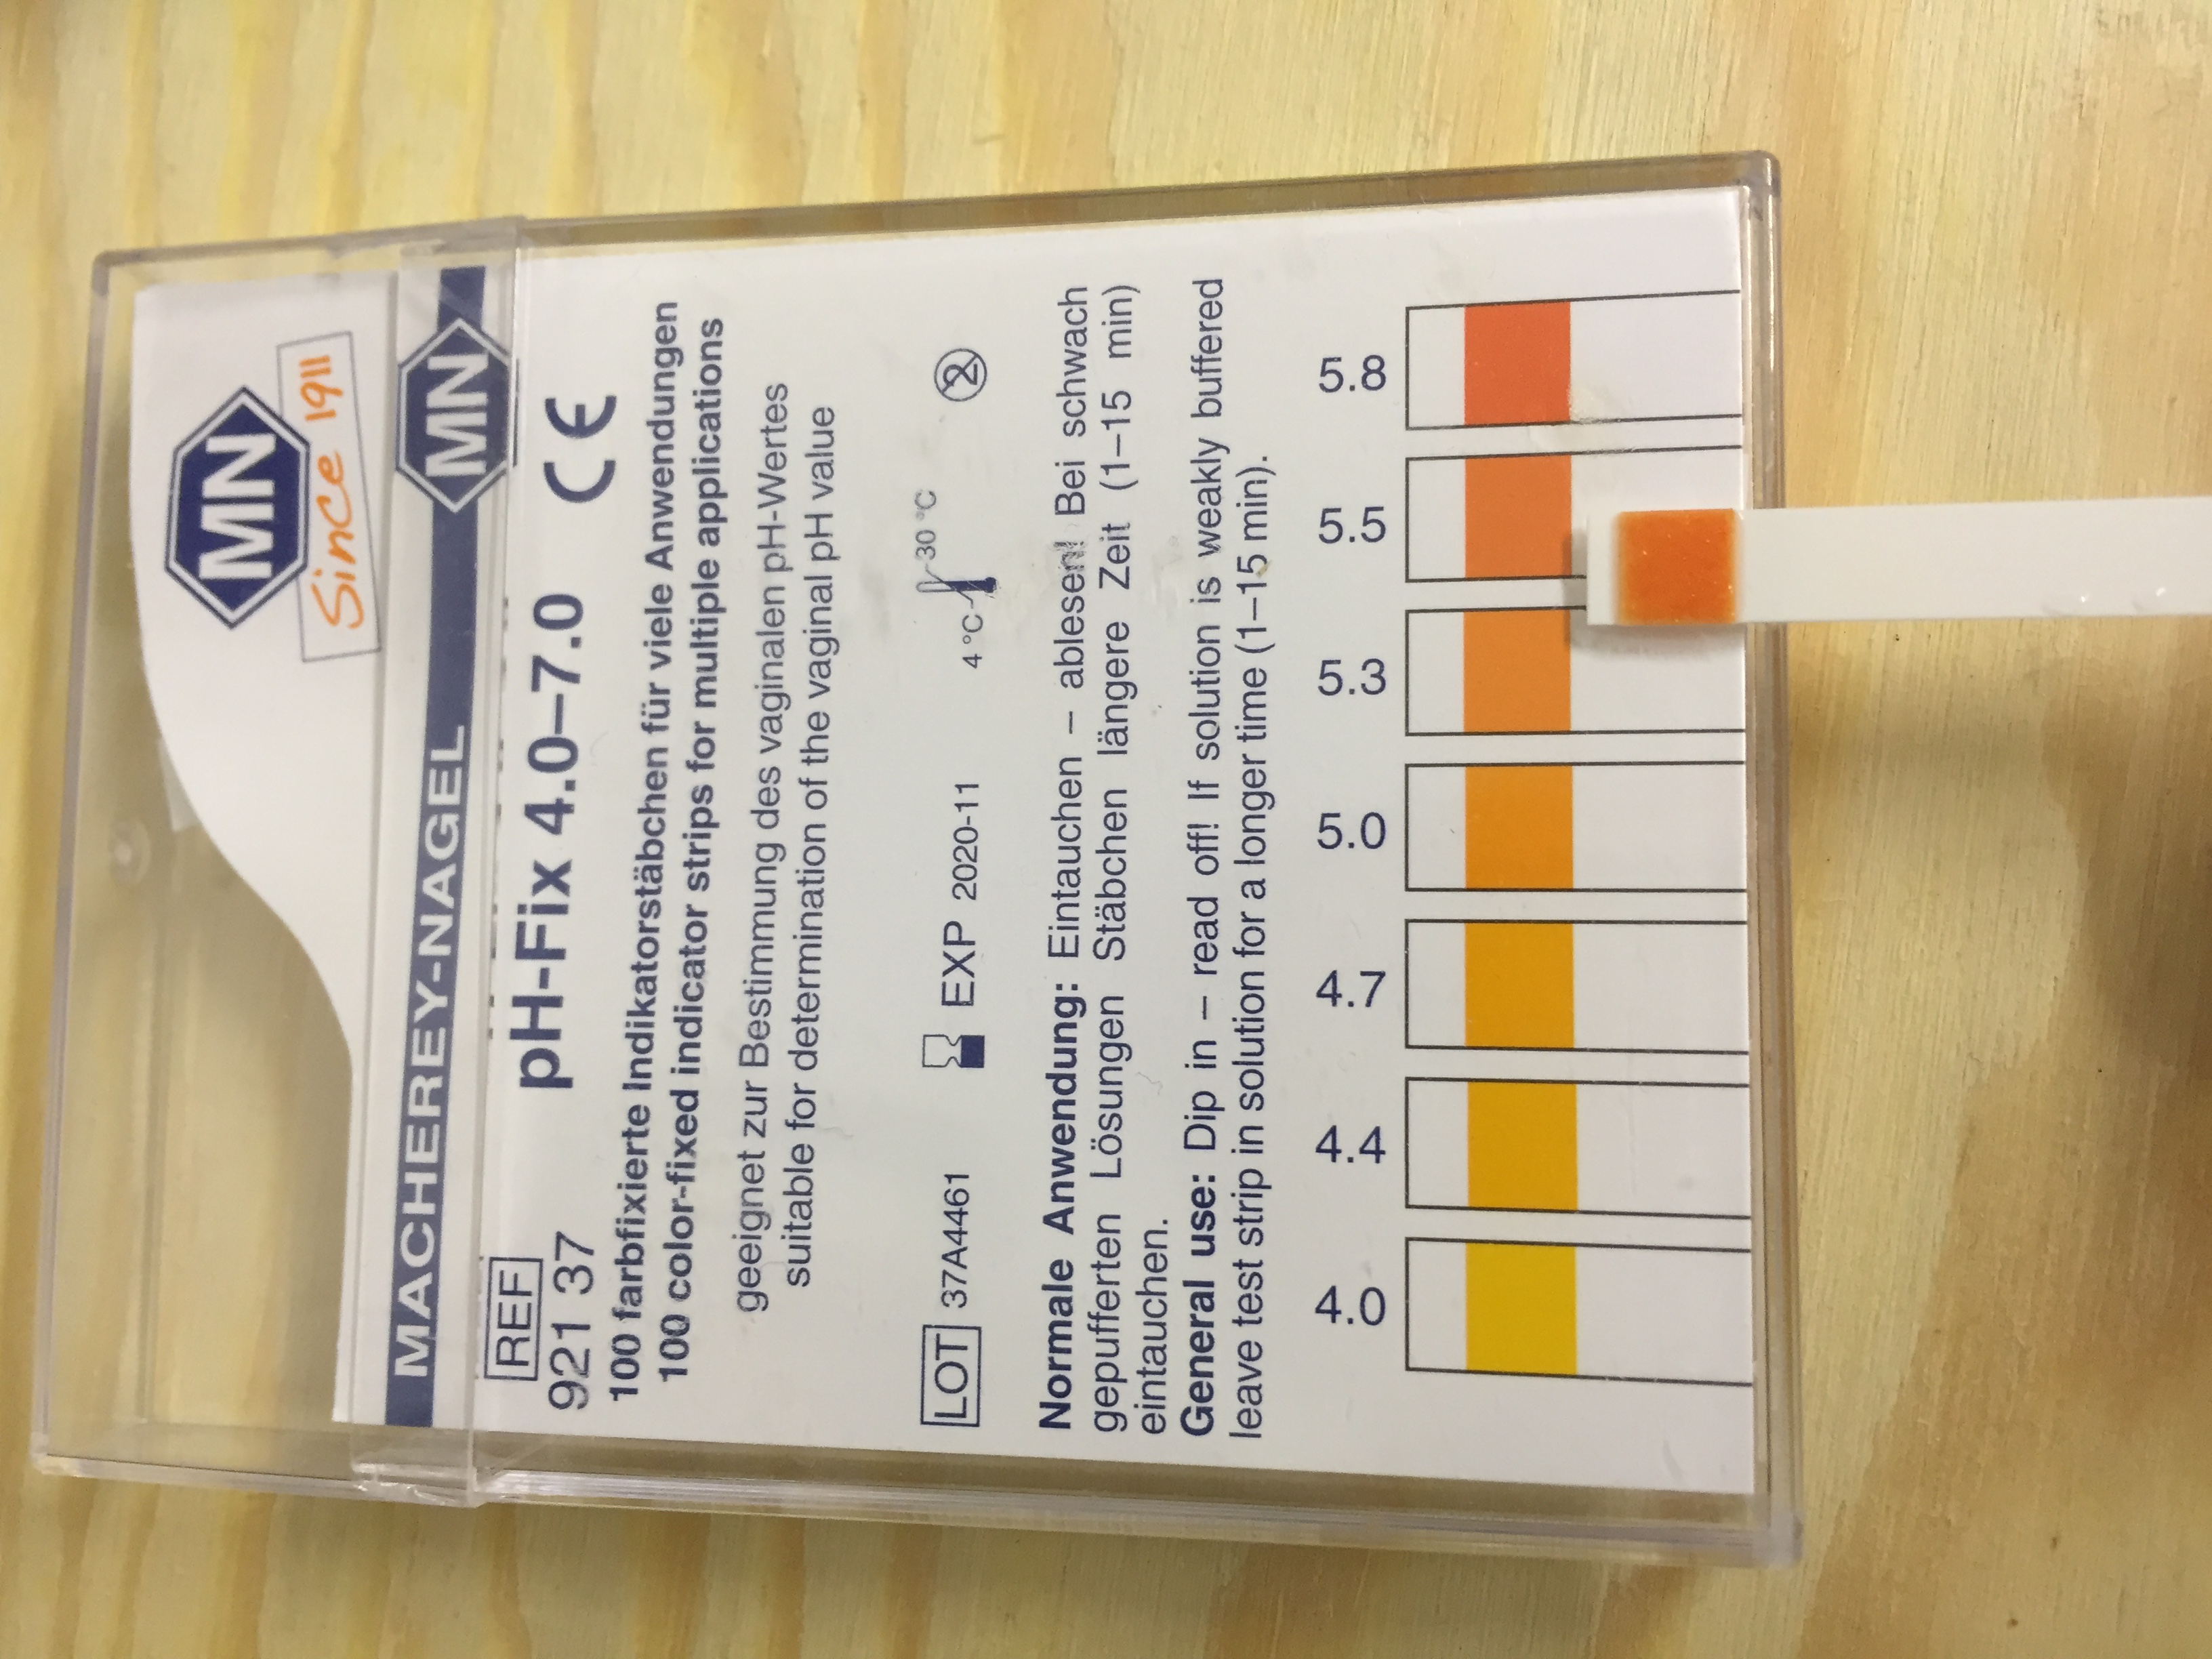 MN
Since 1911
MACHEREY-NAGEL
MN
REF
921 37
pH-Fix 4.0–7.0
CE
100 farbfixierte Indikatorstäbchen für viele Anwendungen
100 color-fixed indicator strips for multiple applications
geeignet zur Bestimmung des vaginalen pH-Wertes
suitable for determination of the vaginal pH value
LOT 37A4461
EXP 2020-11
4 °C
30 °C
2
Normale Anwendung: Eintauchen – ablesen! Bei schwach
gepufferten Lösungen Stäbchen längere Zeit (1–15 min)
eintauchen.
General use: Dip in – read off! If solution is weakly buffered
leave test strip in solution for a longer time (1–15 min).
4.0 4.4 4.7 5.0 5.3 5.5 5.8